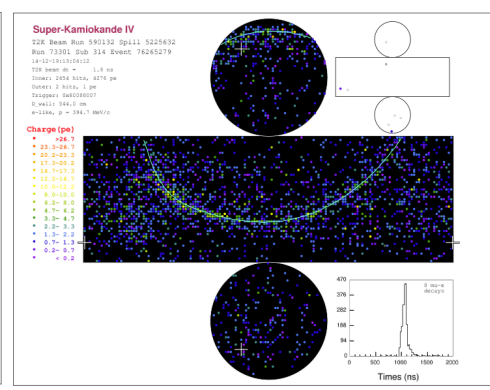 Super-Kamiokande IV
T2K Beam Run 590132 Spill 5225632
Run 73301 Sub 314 Event 76265279
14-12-18:13:04:12
T2K beam dt = 1.8 ns
Inner: 2454 hits, 4276 pe
Outer: 2 hits, 1 pe
Trigger: 0x80000007
D_wall: 544.0 cm
e-like, p = 394.7 MeV/c
Charge(pe)
>26.7
23.3-26.7
20.2-23.3
17.3-20.2
14.7-17.3
12.2-14.7
10.0-12.2
8.0-10.0
6.2- 8.0
4.7- 6.2
3.3- 4.7
2.2- 3.3
1.3- 2.2
0.7- 1.3
0.2- 0.7
< 0.2
0 mu-e
decays
470
376
282
188
94
0
0 500 1000 1500 2000
Times (ns)